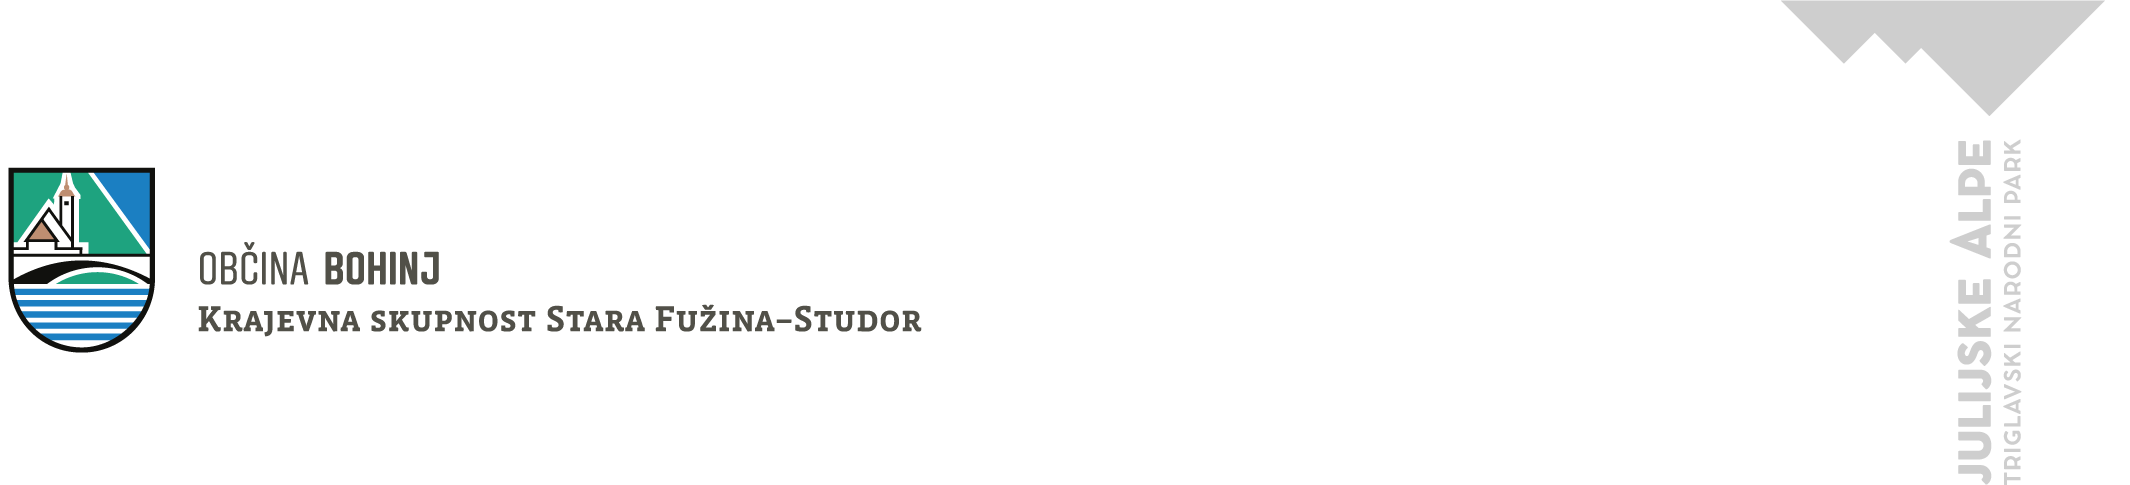 OBČINA BOHINJ
KRAJEVNA SKUPNOST STARA FUŽINA–STUDOR
JULIJSKE ALPE
TRIGLAVSKI NARODNI PARK